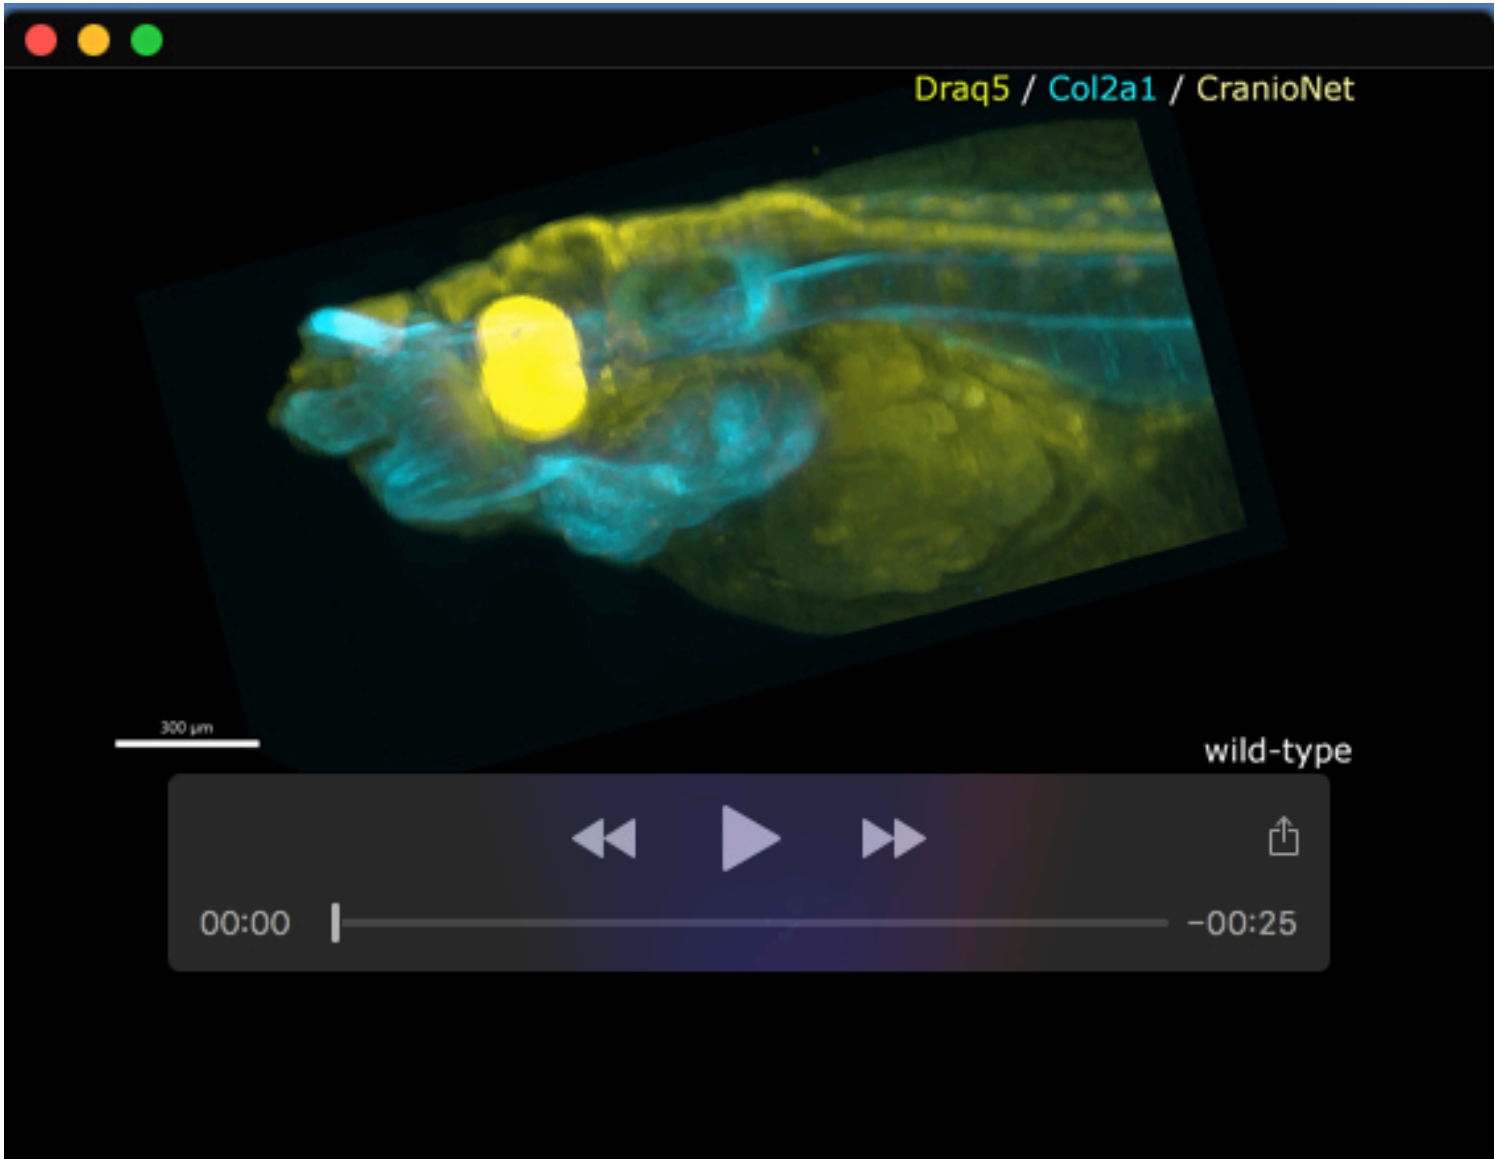 Draq5 / Col2a1 / CranioNet
300 µm
wild-type
00:00
-00:25